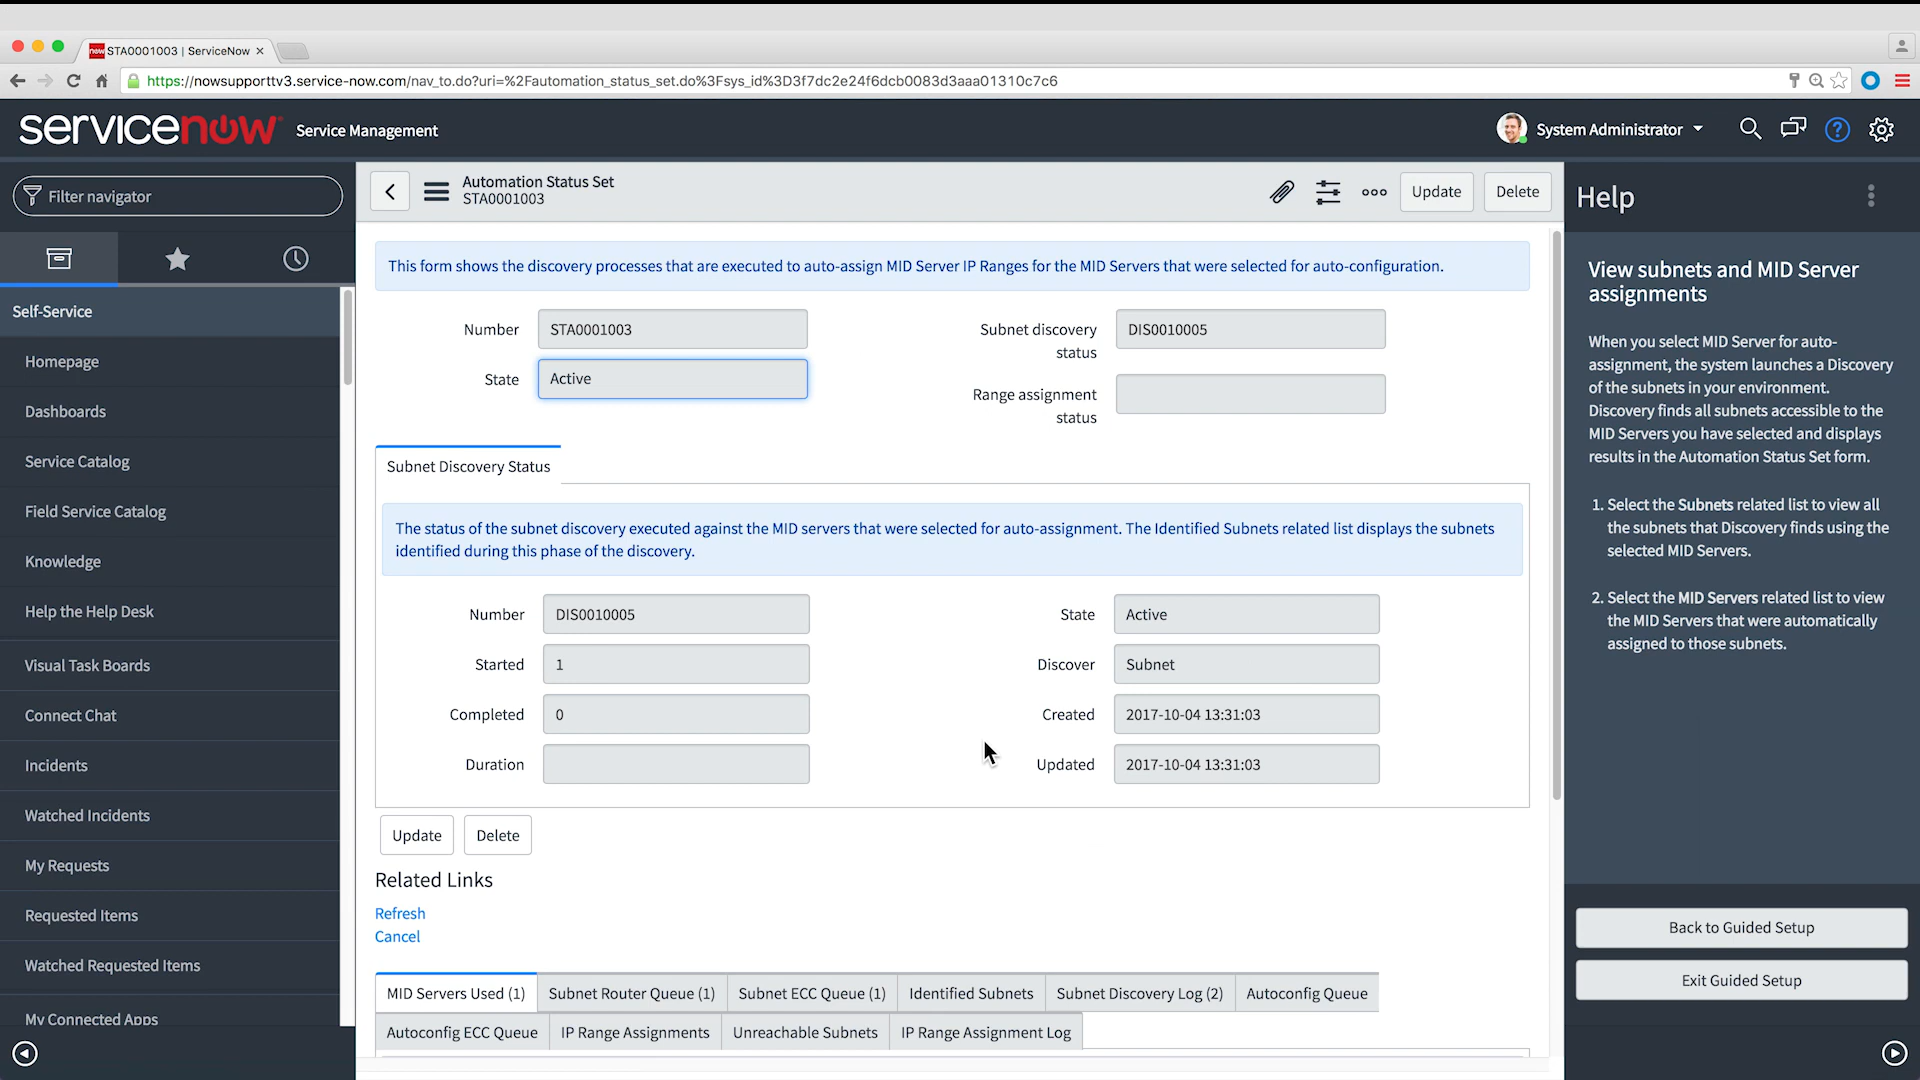 now STA0001003 | ServiceNow ×
https://nowsupporttv3.service-now.com/nav_to.do?uri=%2Fautomation_status_set.do%3Fsys_id%3D3f7dc2e24f6dcb0083d3aaa01310c7c6
servicenow Service Management
System Administrator
Filter navigator
Self-Service
Homepage
Dashboards
Service Catalog
Field Service Catalog
Knowledge
Help the Help Desk
Visual Task Boards
Connect Chat
Incidents
Watched Incidents
My Requests
Requested Items
Watched Requested Items
My Connected Apps
Automation Status Set
STA0001003
Update
Delete
This form shows the discovery processes that are executed to auto-assign MID Server IP Ranges for the MID Servers that were selected for auto-configuration.
Number STA0001003
State Active
Subnet discovery
status
DIS0010005
Range assignment
status
Subnet Discovery Status
The status of the subnet discovery executed against the MID servers that were selected for auto-assignment. The Identified Subnets related list displays the subnets
identified during this phase of the discovery.
Number DIS0010005
Started 1
Completed 0
Duration
State Active
Discover Subnet
Created 2017-10-04 13:31:03
Updated 2017-10-04 13:31:03
Update Delete
Related Links
Refresh
Cancel
MID Servers Used (1) Subnet Router Queue (1) Subnet ECC Queue (1) Identified Subnets Subnet Discovery Log (2) Autoconfig Queue
Autoconfig ECC Queue IP Range Assignments Unreachable Subnets IP Range Assignment Log
Help
View subnets and MID Server
assignments
When you select MID Server for auto-
assignment, the system launches a Discovery
of the subnets in your environment.
Discovery finds all subnets accessible to the
MID Servers you have selected and displays
results in the Automation Status Set form.
1. Select the Subnets related list to view all
the subnets that Discovery finds using the
selected MID Servers.
2. Select the MID Servers related list to view
the MID Servers that were automatically
assigned to those subnets.
Back to Guided Setup
Exit Guided Setup